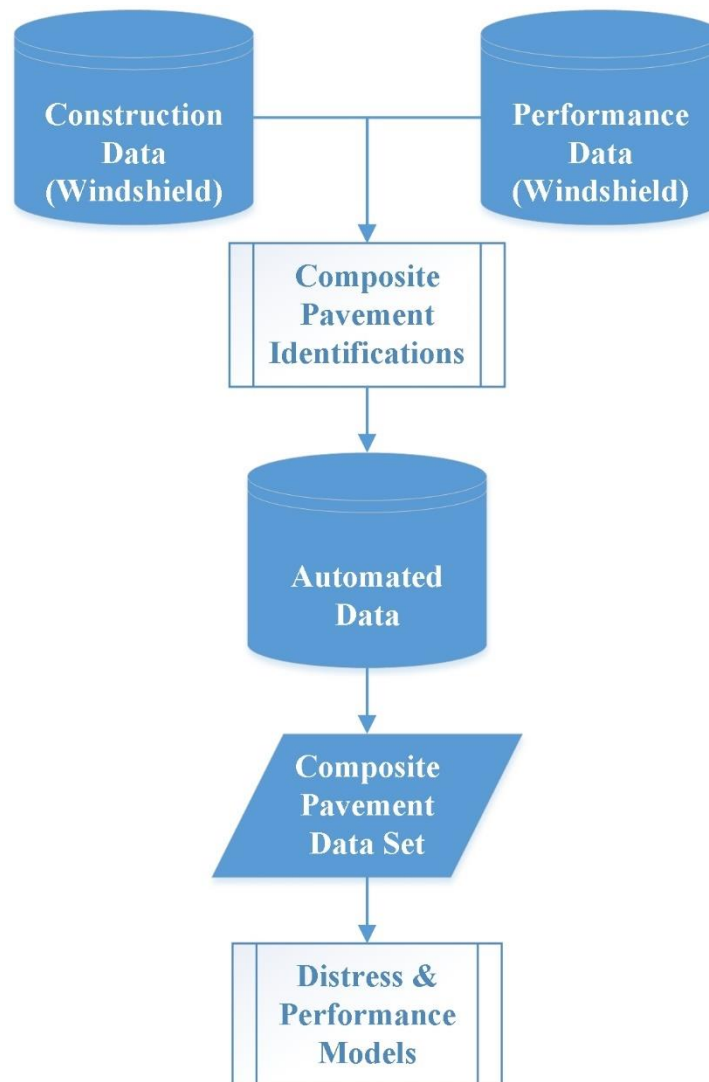 Construction
Data
(Windshield)
Performance
Data
(Windshield)
Composite
Pavement
Identifications
Automated
Data
Composite
Pavement
Data Set
Distress &
Performance
Models